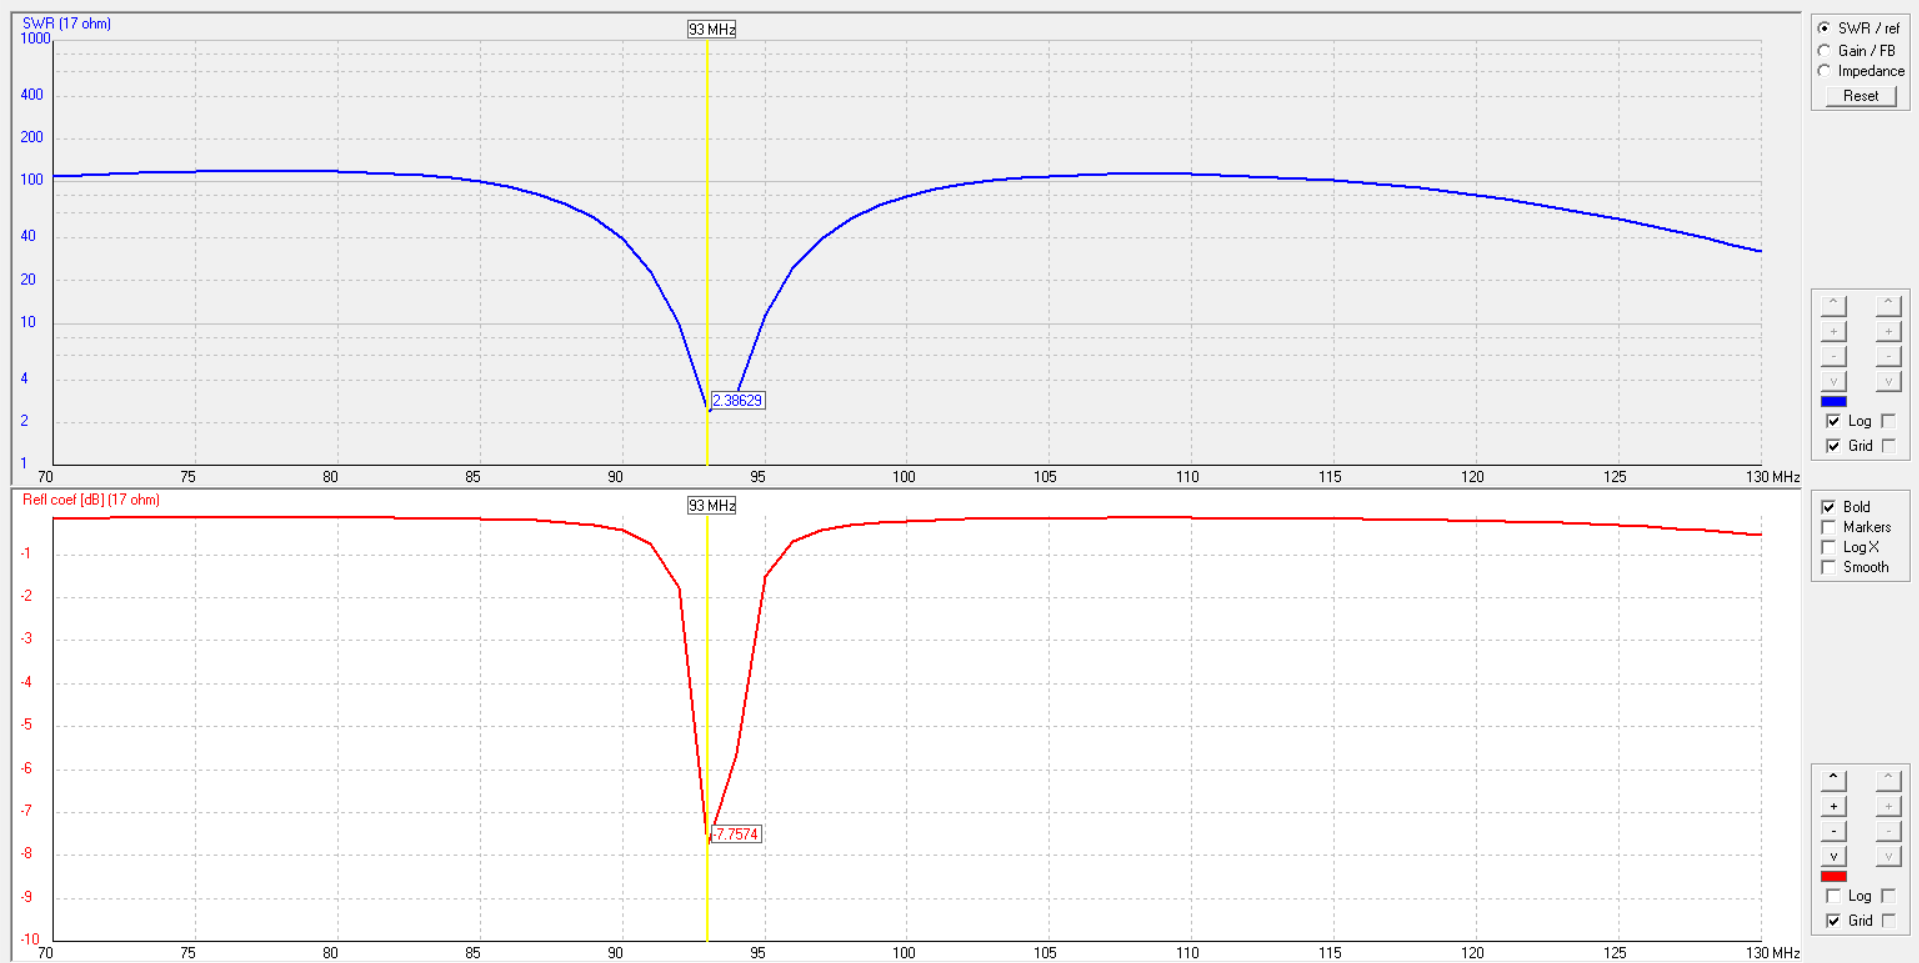 SWR (17 ohm)
93 MHz
1000
400
200
100
40
20
10
4
2
1
2.38629
70 75 80 85 90 95 100 105 110 115 120 125 130 MHz
Refl coef [dB] (17 ohm)
93 MHz
-1
-2
-3
-4
-5
-6
-7
-8
-9
-10
-7.7574
70 75 80 85 90 95 100 105 110 115 120 125 130 MHz
SWR / ref
Gain / FB
Impedance
Reset
^ ^
+ +
- -
v v
Log
Grid
Bold
Markers
Log X
Smooth
^ ^
+ +
- -
v v
Log
Grid